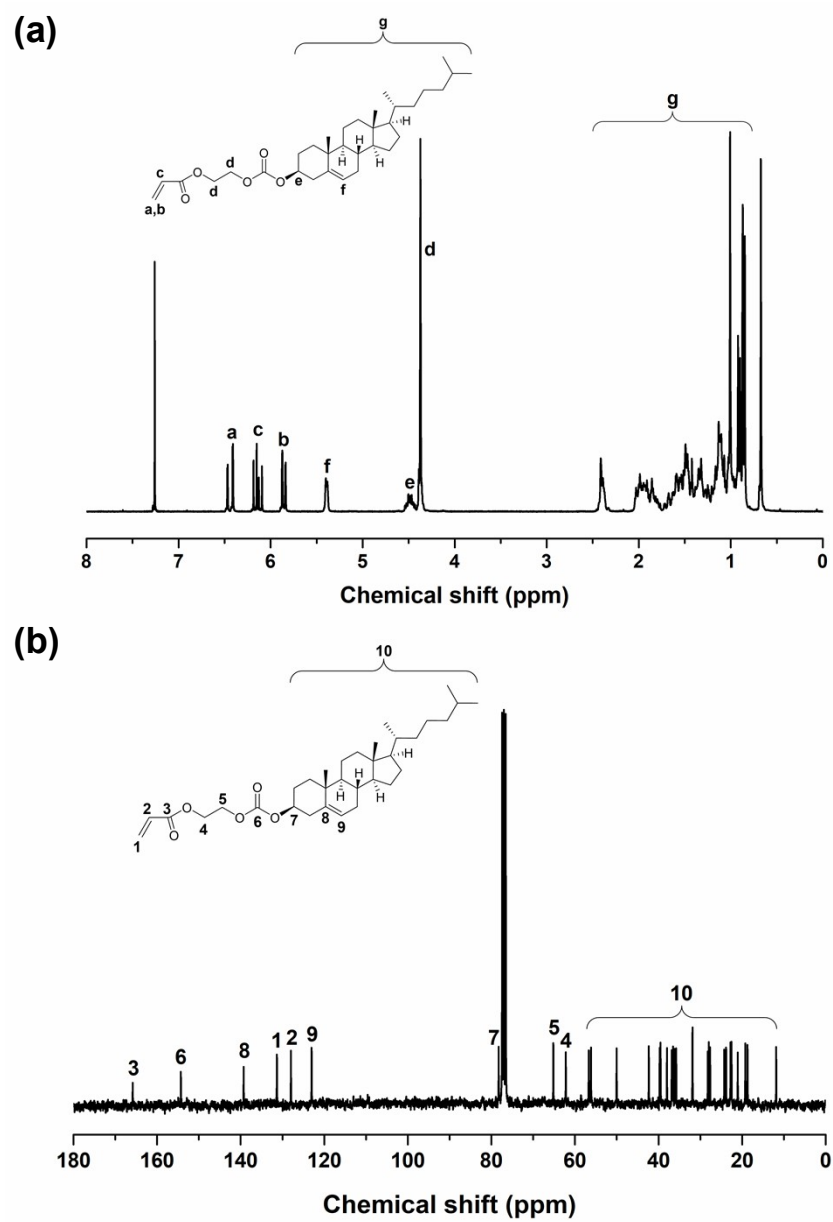 (a)
g
g
H
H
H
c
O
O
d
d
O
O
O
O
e
f
a,b
a
c
b
f
e
d
8 7 6 5 4 3 2 1 0
Chemical shift (ppm)
(b)
10
H
H
H
2
3
O
O
4
5
O
O
6
O
7
8
9
1
3
6
8
1
2
9
7
5
4
10
180 160 140 120 100 80 60 40 20 0
Chemical shift (ppm)